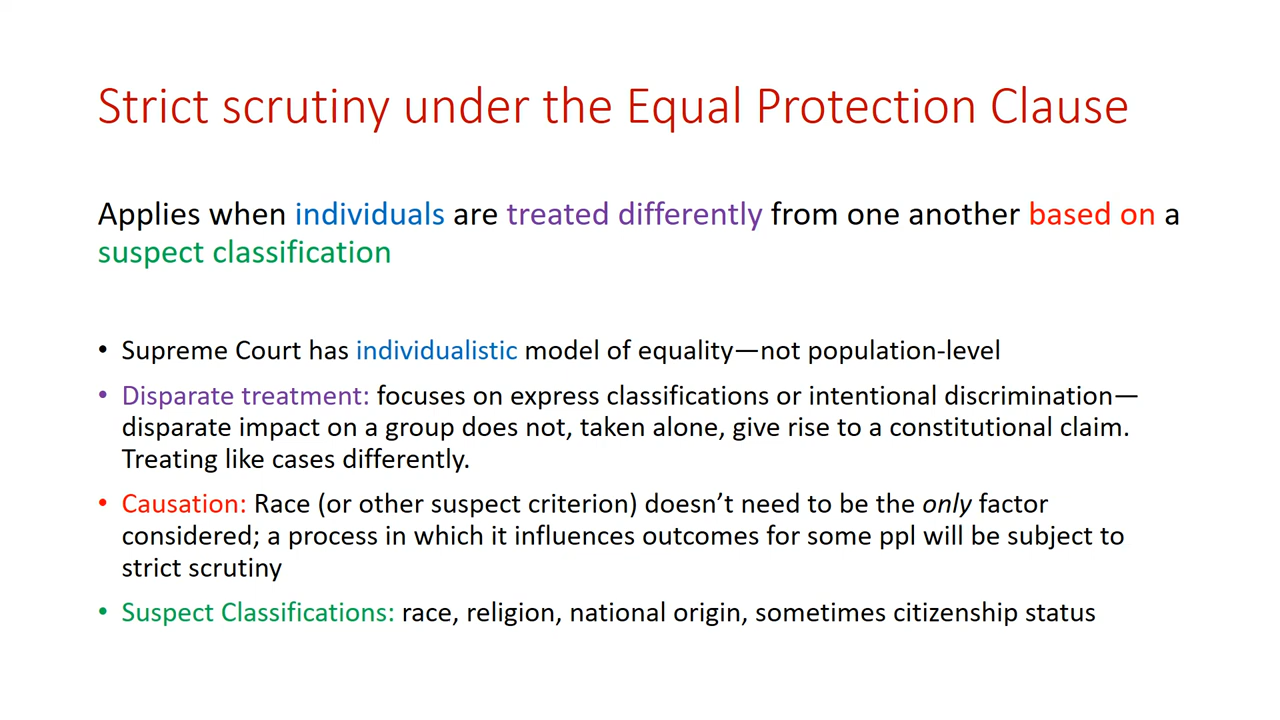 Strict scrutiny under the Equal Protection Clause
Applies when individuals are treated differently from one another based on a
suspect classification
• Supreme Court has individualistic model of equality—not population-level
• Disparate treatment: focuses on express classifications or intentional discrimination—
disparate impact on a group does not, taken alone, give rise to a constitutional claim.
Treating like cases differently.
• Causation: Race (or other suspect criterion) doesn’t need to be the only factor
considered; a process in which it influences outcomes for some ppl will be subject to
strict scrutiny
• Suspect Classifications: race, religion, national origin, sometimes citizenship status